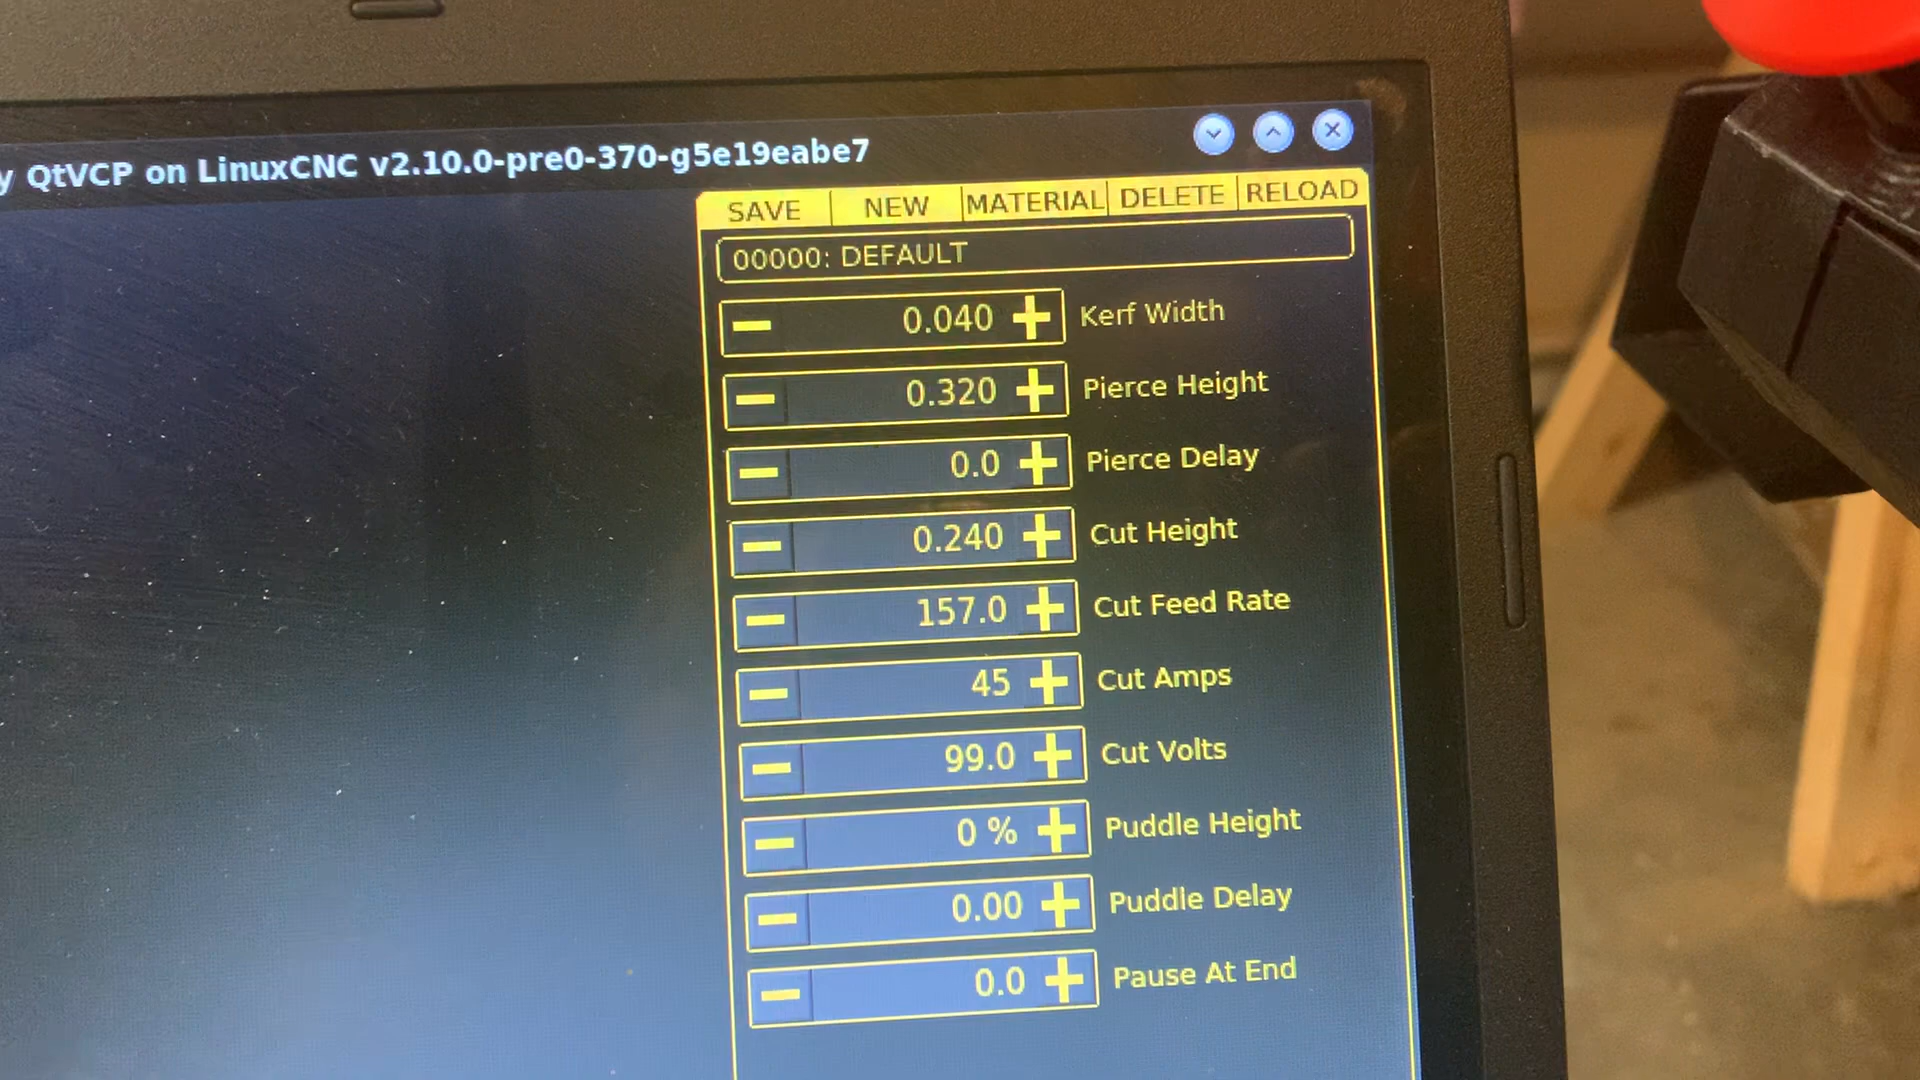 y QtVCP on LinuxCNC v2.10.0-pre0-370-g5e19eabe7
SAVE NEW MATERIAL DELETE RELOAD
00000: DEFAULT
0.040 Kerf Width
0.320 Pierce Height
0.0 Pierce Delay
0.240 Cut Height
157.0 Cut Feed Rate
45 Cut Amps
99.0 Cut Volts
0 % Puddle Height
0.00 Puddle Delay
0.0 Pause At End